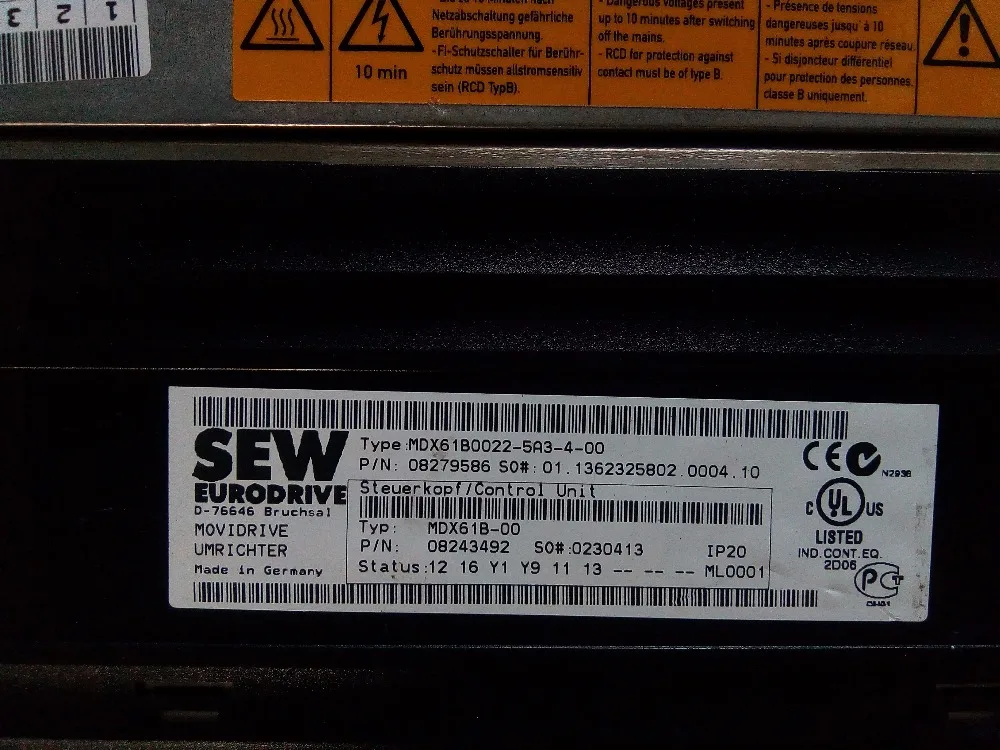 1 2 3
10 min
Netzabschaltung gefährliche
Berührungsspannung.
- Fi-Schutzschalter für Berühr-
schutz müssen allstromsensitiv
sein (RCD TypB).
- Dangerous voltages present
up to 10 minutes after switching
off the mains.
- RCD for protection against
contact must be of type B.
- Présence de tensions
dangereuses jusqu' à 10
minutes après coupure réseau.
- Si disjoncteur différentiel
pour protection des personnes,
classe B uniquement.
SEW
EURODRIVE
D-76646 Bruchsal
MOVIDRIVE
UMRICHTER
Made in Germany
Type:MDX61B0022-5A3-4-00
P/N: 08279586 SO#: 01.1362325802.0004.10
Steuerkopf/Control Unit
Typ: MDX61B-00
P/N: 08243492 SO#:0230413 IP20
Status:12 16 Y1 Y9 11 13 -- -- -- ML0001
CE
N2936
C UL US
LISTED
IND.CONT.EQ.
2D06